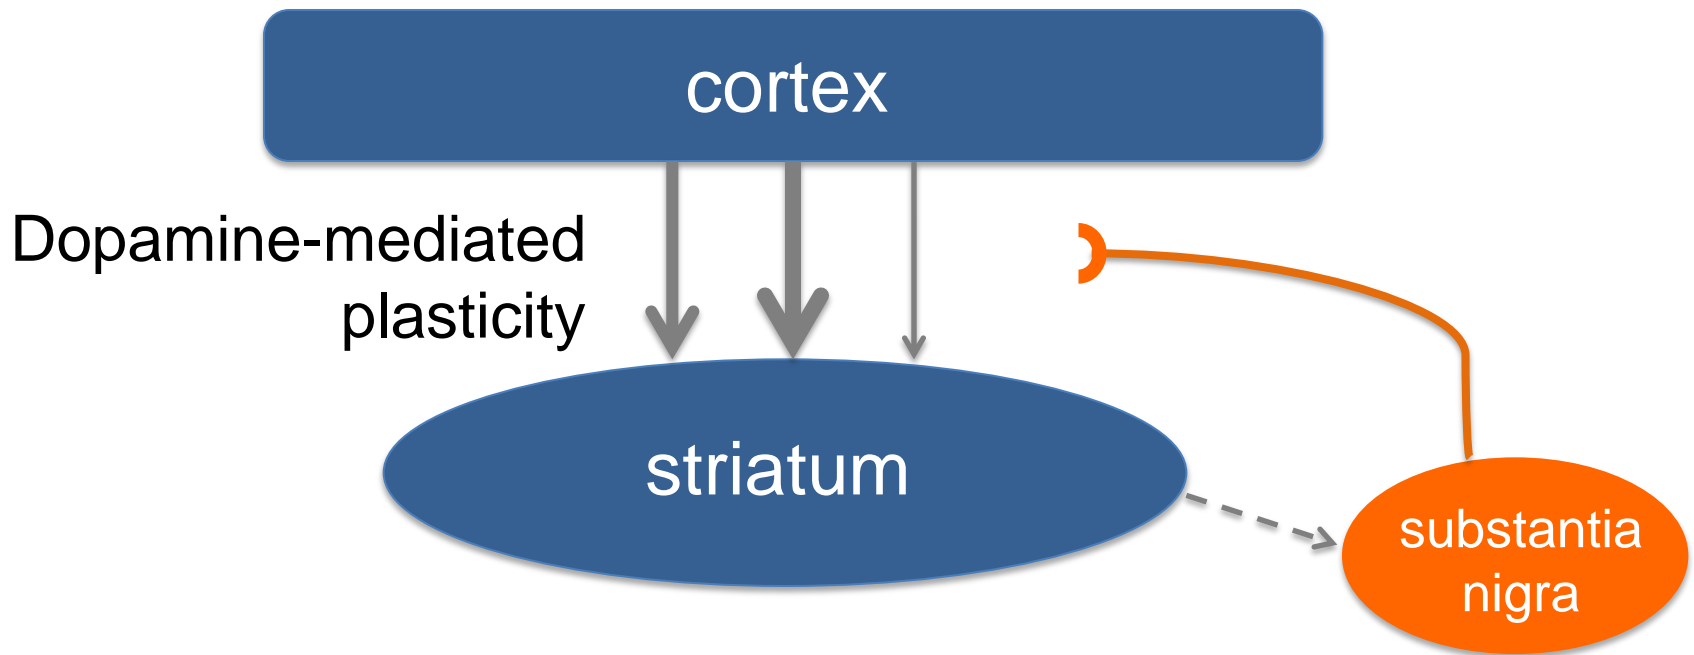 cortex
Dopamine-mediated
plasticity
striatum
substantia
nigra